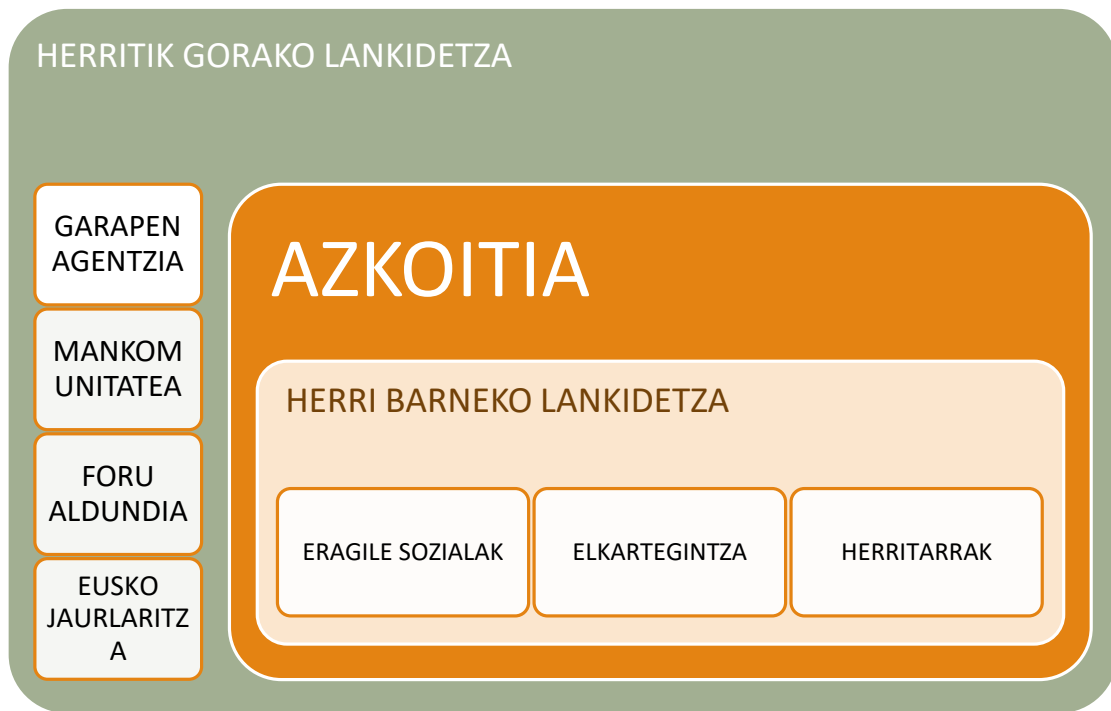 HERRITIK GORAKO LANKIDETZA
GARAPEN
AGENTZIA
MANKOM
UNITATEA
FORU
ALDUNDIA
EUSKO
JAURLARITZ
A
AZKOITIA
HERRI BARNEKO LANKIDETZA
ERAGILE SOZIALAK
ELKARTEGINTZA
HERRITARRAK